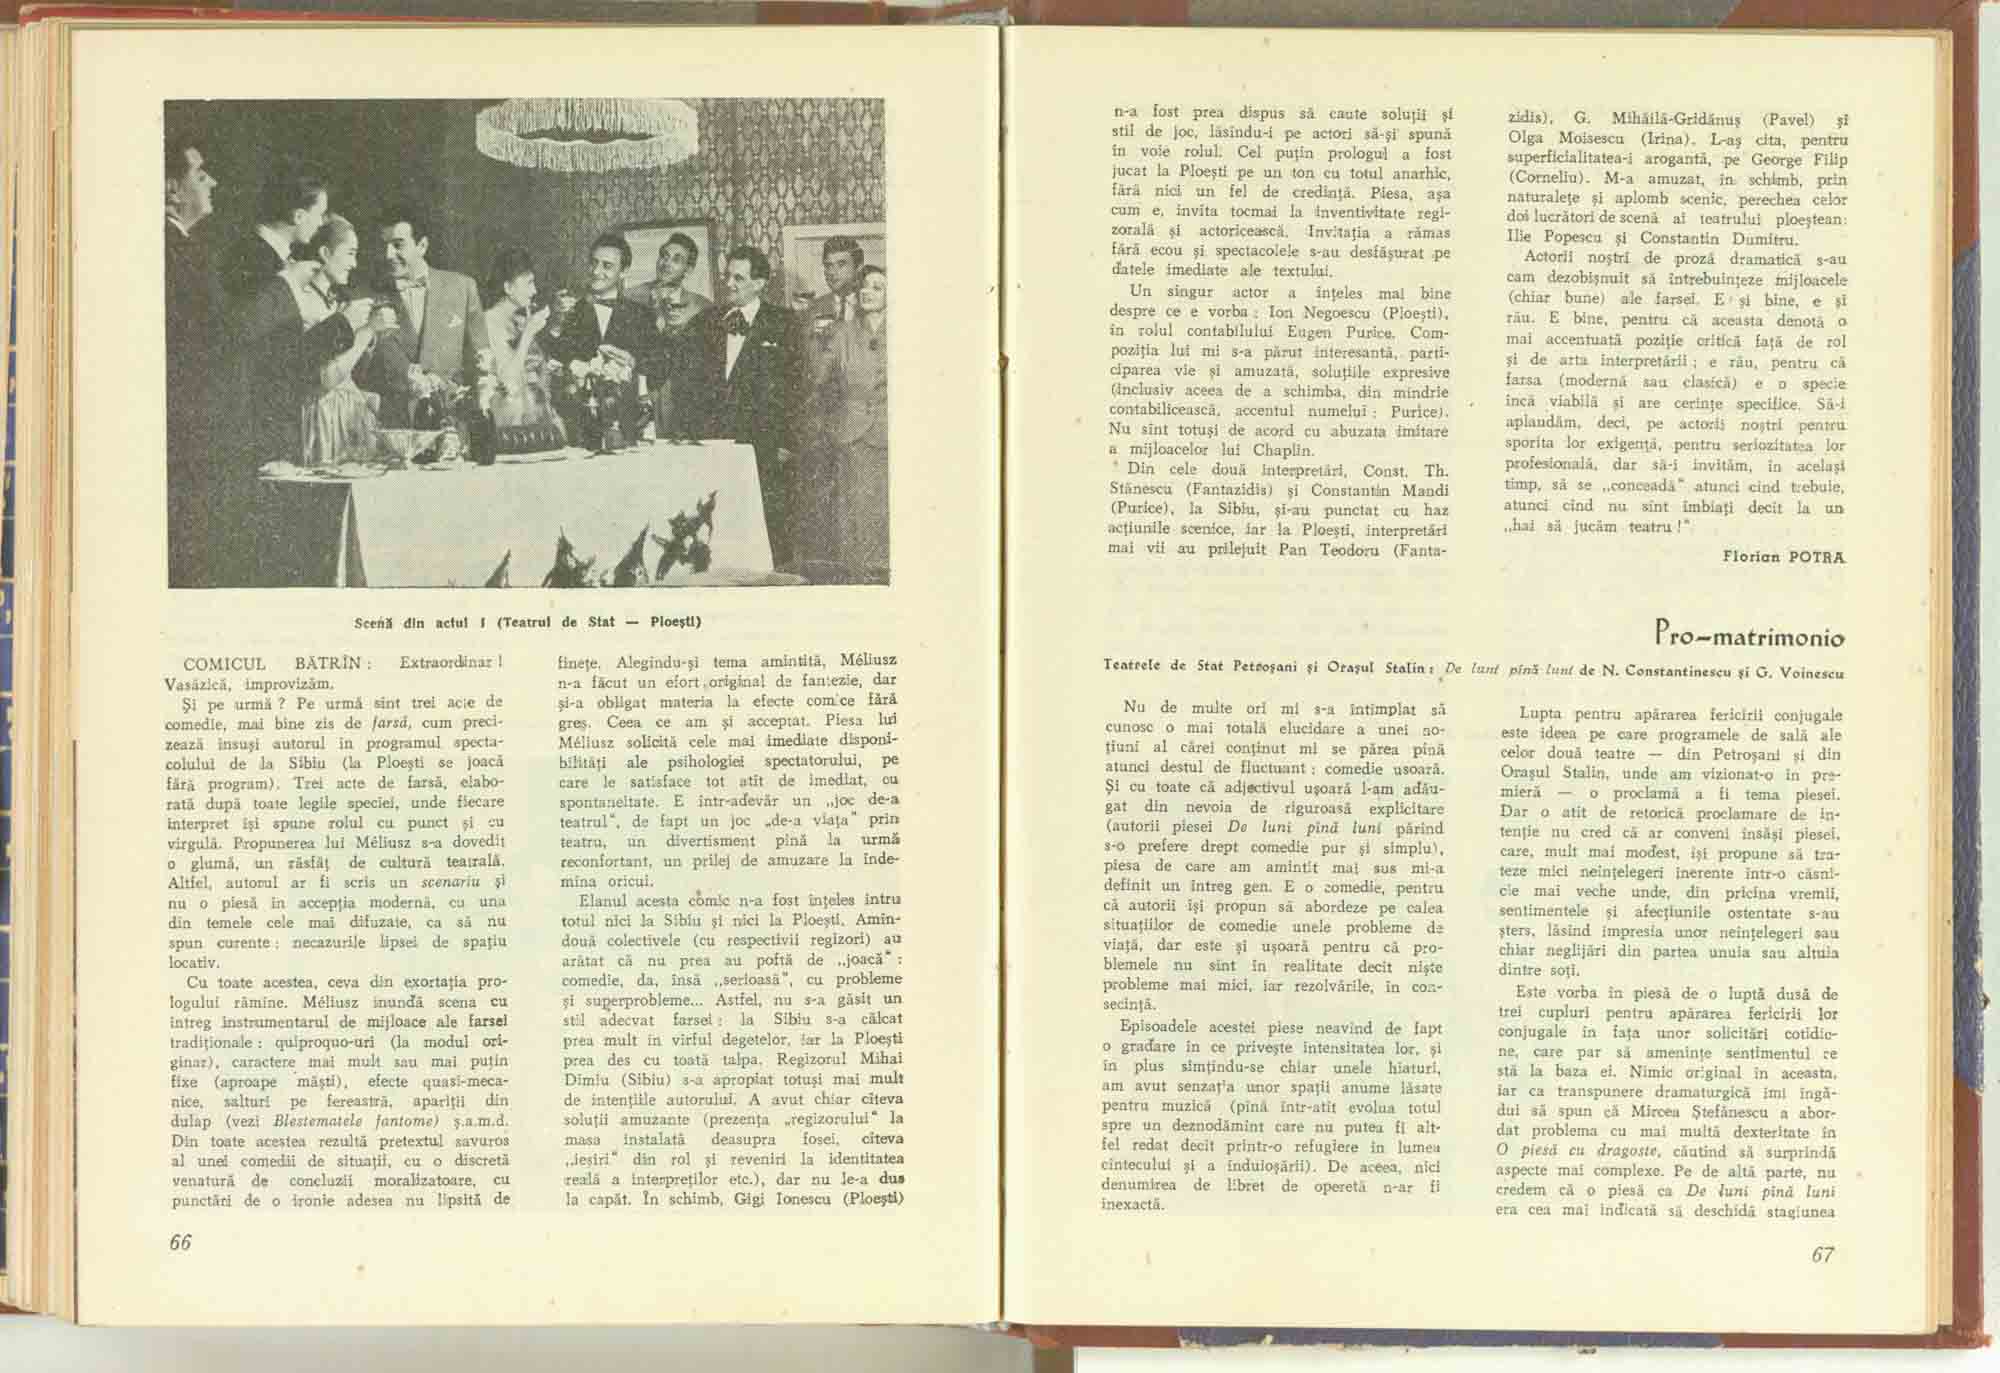 Scenă din actul I (Teatrul de Stat — Ploeşti)
COMICUL BĂTRÎN : Extraordinar !
Vasăzică, improvizăm.
Şi pe urmă ? Pe urmă sînt trei acte de
comedie, mai bine zis de farsă, cum preci-
zează însuşi autorul în programul specta-
colului de la Sibiu (la Ploeşti se joacă
fără program). Trei acte de farsă, elabo-
rată după toate legile speciei, unde fiecare
interpret îşi spune rolul cu punct şi cu
virgulă. Propunerea lui Méliusz s-a dovedit
o glumă, un răsfăţ de cultură teatrală.
Altfel, autorul ar fi scris un scenariu şi
nu o piesă în accepţia modernă, cu una
din temele cele mai difuzate, ca să nu
spun curente : necazurile lipsei de spaţiu
locativ.
Cu toate acestea, ceva din exortaţia pro-
logului rămîne. Méliusz inundă scena cu
întreg instrumentarul de mijloace ale farsei
tradiţionale : quiproquo-uri (la modul ori-
ginar), caractere mai mult sau mai puţin
fixe (aproape măşti), efecte quasi-meca-
nice, salturi pe fereastră, apariţii din
dulap (vezi Blestematele fantome) ş.a.m.d.
Din toate acestea rezultă pretextul savuros
al unei comedii de situaţii, cu o discretă
venatură de concluzii moralizatoare, cu
punctări de o ironie adesea nu lipsită de
fineţe. Alegîndu-şi tema amintită, Méliusz
n-a făcut un efort original de fantezie, dar
şi-a obligat materia la efecte comice fără
greş. Ceea ce am şi acceptat. Piesa lui
Méliusz solicită cele mai imediate disponi-
bilităţi ale psihologiei spectatorului, pe
care le satisface tot atît de imediat, cu
spontaneitate. E într-adevăr un „joc de-a
teatrul“, de fapt un joc „de-a viaţa“ prin
teatru, un divertisment pînă la urmă
reconfortant, un prilej de amuzare la înde-
mîna oricui.
Elanul acesta comic n-a fost înţeles întru
totul nici la Sibiu şi nici la Ploeşti. Amîn-
două colectivele (cu respectivii regizori) au
arătat că nu prea au poftă de „joacă“ :
comedie, da, însă „serioasă“, cu probleme
şi superprobleme... Astfel, nu s-a găsit un
stil adecvat farsei : la Sibiu s-a călcat
prea mult în vîrful degetelor, iar la Ploeşti
prea des cu toată talpa. Regizorul Mihai
Dimiu (Sibiu) s-a apropiat totuşi mai mult
de intenţiile autorului. A avut chiar cîteva
soluţii amuzante (prezenţa „regizorului“ la
masa instalată deasupra fosei, cîteva
„ieşiri“ din rol şi reveniri la identitatea
reală a interpreţilor etc.), dar nu le-a dus
la capăt. În schimb, Gigi Ionescu (Ploeşti)
66
n-a fost prea dispus să caute soluţii şi
stil de joc, lăsîndu-i pe actori să-şi spună
în voie rolul. Cel puţin prologul a fost
jucat la Ploeşti pe un ton cu totul anarhic,
fără nici un fel de credinţă. Piesa, aşa
cum e, invita tocmai la inventivitate regi-
zorală şi actoricească. Invitaţia a rămas
fără ecou şi spectacolele s-au desfăşurat pe
datele imediate ale textului.
Un singur actor a înţeles mai bine
despre ce e vorba : Ion Negoescu (Ploeşti),
în rolul contabilului Eugen Purice. Com-
poziţia lui mi s-a părut interesantă, parti-
ciparea vie şi amuzată, soluţiile expresive
(inclusiv aceea de a schimba, din mîndrie
contabilicească, accentul numelui : Purice).
Nu sînt totuşi de acord cu abuzata imitare
a mijloacelor lui Chaplin.
Din cele două interpretări, Const. Th.
Stănescu (Fantazidis) şi Constantin Mandi
(Purice), la Sibiu, şi-au punctat cu haz
acţiunile scenice, iar la Ploeşti, interpretări
mai vii au prilejuit Pan Teodoru (Fanta-
zidis), G. Mihăilă-Gridănuş (Pavel) şi
Olga Moisescu (Irina). L-aş cita, pentru
superficialitatea-i arogantă, pe George Filip
(Corneliu). M-a amuzat, în schimb, prin
naturaleţe şi aplomb scenic, perechea celor
doi lucrători de scenă ai teatrului ploeştean:
Ilie Popescu şi Constantin Dumitru.
Actorii noştri de proză dramatică s-au
cam dezobişnuit să întrebuinţeze mijloacele
(chiar bune) ale farsei. E şi bine, e şi
rău. E bine, pentru că aceasta denotă o
mai accentuată poziţie critică faţă de rol
şi de arta interpretării ; e rău, pentru că
farsa (modernă sau clasică) e o specie
încă viabilă şi are cerinţe specifice. Să-i
aplaudăm, deci, pe actorii noştri pentru
sporita lor exigenţă, pentru seriozitatea lor
profesională, dar să-i invităm, în acelaşi
timp, să se „conceadă“ atunci cînd trebuie,
atunci cînd nu sînt îmbiaţi decît la un
„hai să jucăm teatru !“
Florian POTRA
Pro-matrimonio
Teatrele de Stat Petroşani şi Oraşul Stalin : De luni pînă luni de N. Constantinescu şi G. Voinescu
Nu de multe ori mi s-a întîmplat să
cunosc o mai totală elucidare a unei no-
ţiuni al cărei conţinut mi se părea pînă
atunci destul de fluctuant : comedie uşoară.
Şi cu toate că adjectivul uşoară l-am adău-
gat din nevoia de riguroasă explicitare
(autorii piesei De luni pînă luni părînd
s-o prefere drept comedie pur şi simplu),
piesa de care am amintit mai sus mi-a
definit un întreg gen. E o comedie, pentru
că autorii îşi propun să abordeze pe calea
situaţiilor de comedie unele probleme de
viaţă, dar este şi uşoară pentru că pro-
blemele nu sînt în realitate decît nişte
probleme mai mici, iar rezolvările, în con-
secinţă.
Episoadele acestei piese neavînd de fapt
o gradare în ce priveşte intensitatea lor, şi
în plus simţindu-se chiar unele hiaturi,
am avut senzaţia unor spaţii anume lăsate
pentru muzică (pînă într-atît evolua totul
spre un deznodămînt care nu putea fi alt-
fel redat decît printr-o refugiere în lumea
cîntecului şi a înduioşării). De aceea, nici
denumirea de libret de operetă n-ar fi
inexactă.
Lupta pentru apărarea fericirii conjugale
este ideea pe care programele de sală ale
celor două teatre — din Petroşani şi din
Oraşul Stalin, unde am vizionat-o în pre-
mieră — o proclamă a fi tema piesei.
Dar o atît de retorică proclamare de in-
tenţie nu cred că ar conveni însăşi piesei,
care, mult mai modest, îşi propune să tra-
teze mici neînţelegeri inerente într-o căsni-
cie mai veche unde, din pricina vremii,
sentimentele şi afecţiunile ostentate s-au
şters, lăsînd impresia unor neînţelegeri sau
chiar neglijări din partea unuia sau altuia
dintre soţi.
Este vorba în piesă de o luptă dusă de
trei cupluri pentru apărarea fericirii lor
conjugale în faţa unor solicitări cotidie-
ne, care par să ameninţe sentimentul ce
stă la baza ei. Nimic original în aceasta,
iar ca transpunere dramaturgică îmi îngă-
dui să spun că Mircea Ştefănescu a abor-
dat problema cu mai multă dexteritate în
O piesă cu dragoste, căutînd să surprindă
aspecte mai complexe. Pe de altă parte, nu
credem că o piesă ca De luni pînă luni
era cea mai indicată să deschidă stagiunea
67